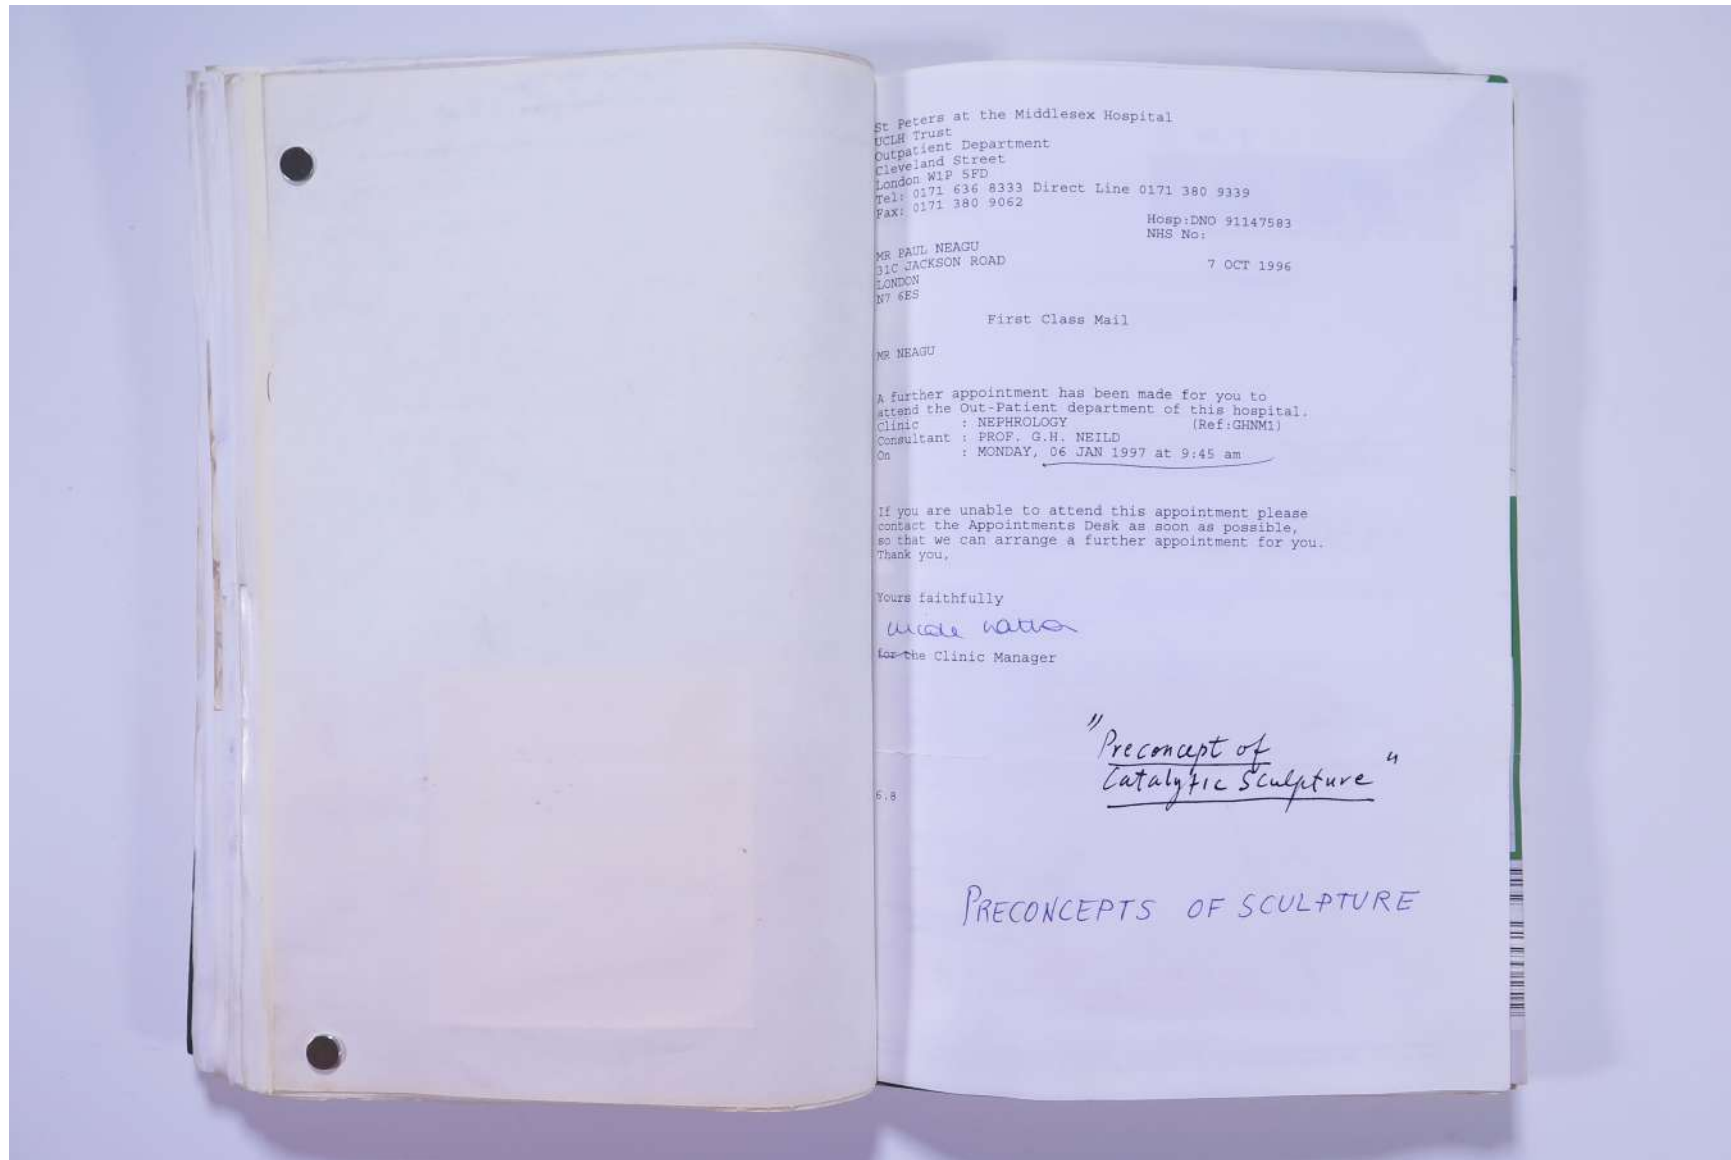 St Peters at the Middlesex Hospital
UCLH Trust
Outpatient Department
Cleveland Street
London W1P 5FD
Tel: 0171 636 8333 Direct Line 0171 380 9339
Fax: 0171 380 9062
Hosp:DNO 91147583
NHS No:
MR PAUL NEAGU
31C JACKSON ROAD
7 OCT 1996
LONDON
N7 6ES
First Class Mail
MR NEAGU
A further appointment has been made for you to
attend the Out-Patient department of this hospital.
Clinic : NEPHROLOGY (Ref:GHNM1)
Consultant : PROF. G.H. NEILD
On : MONDAY, 06 JAN 1997 at 9:45 am
If you are unable to attend this appointment please
contact the Appointments Desk as soon as possible,
so that we can arrange a further appointment for you.
Thank you,
Yours faithfully
for the Clinic Manager
"Preconcept of
Catalytic Sculpture"
6.8
PRECONCEPTS OF SCULPTURE